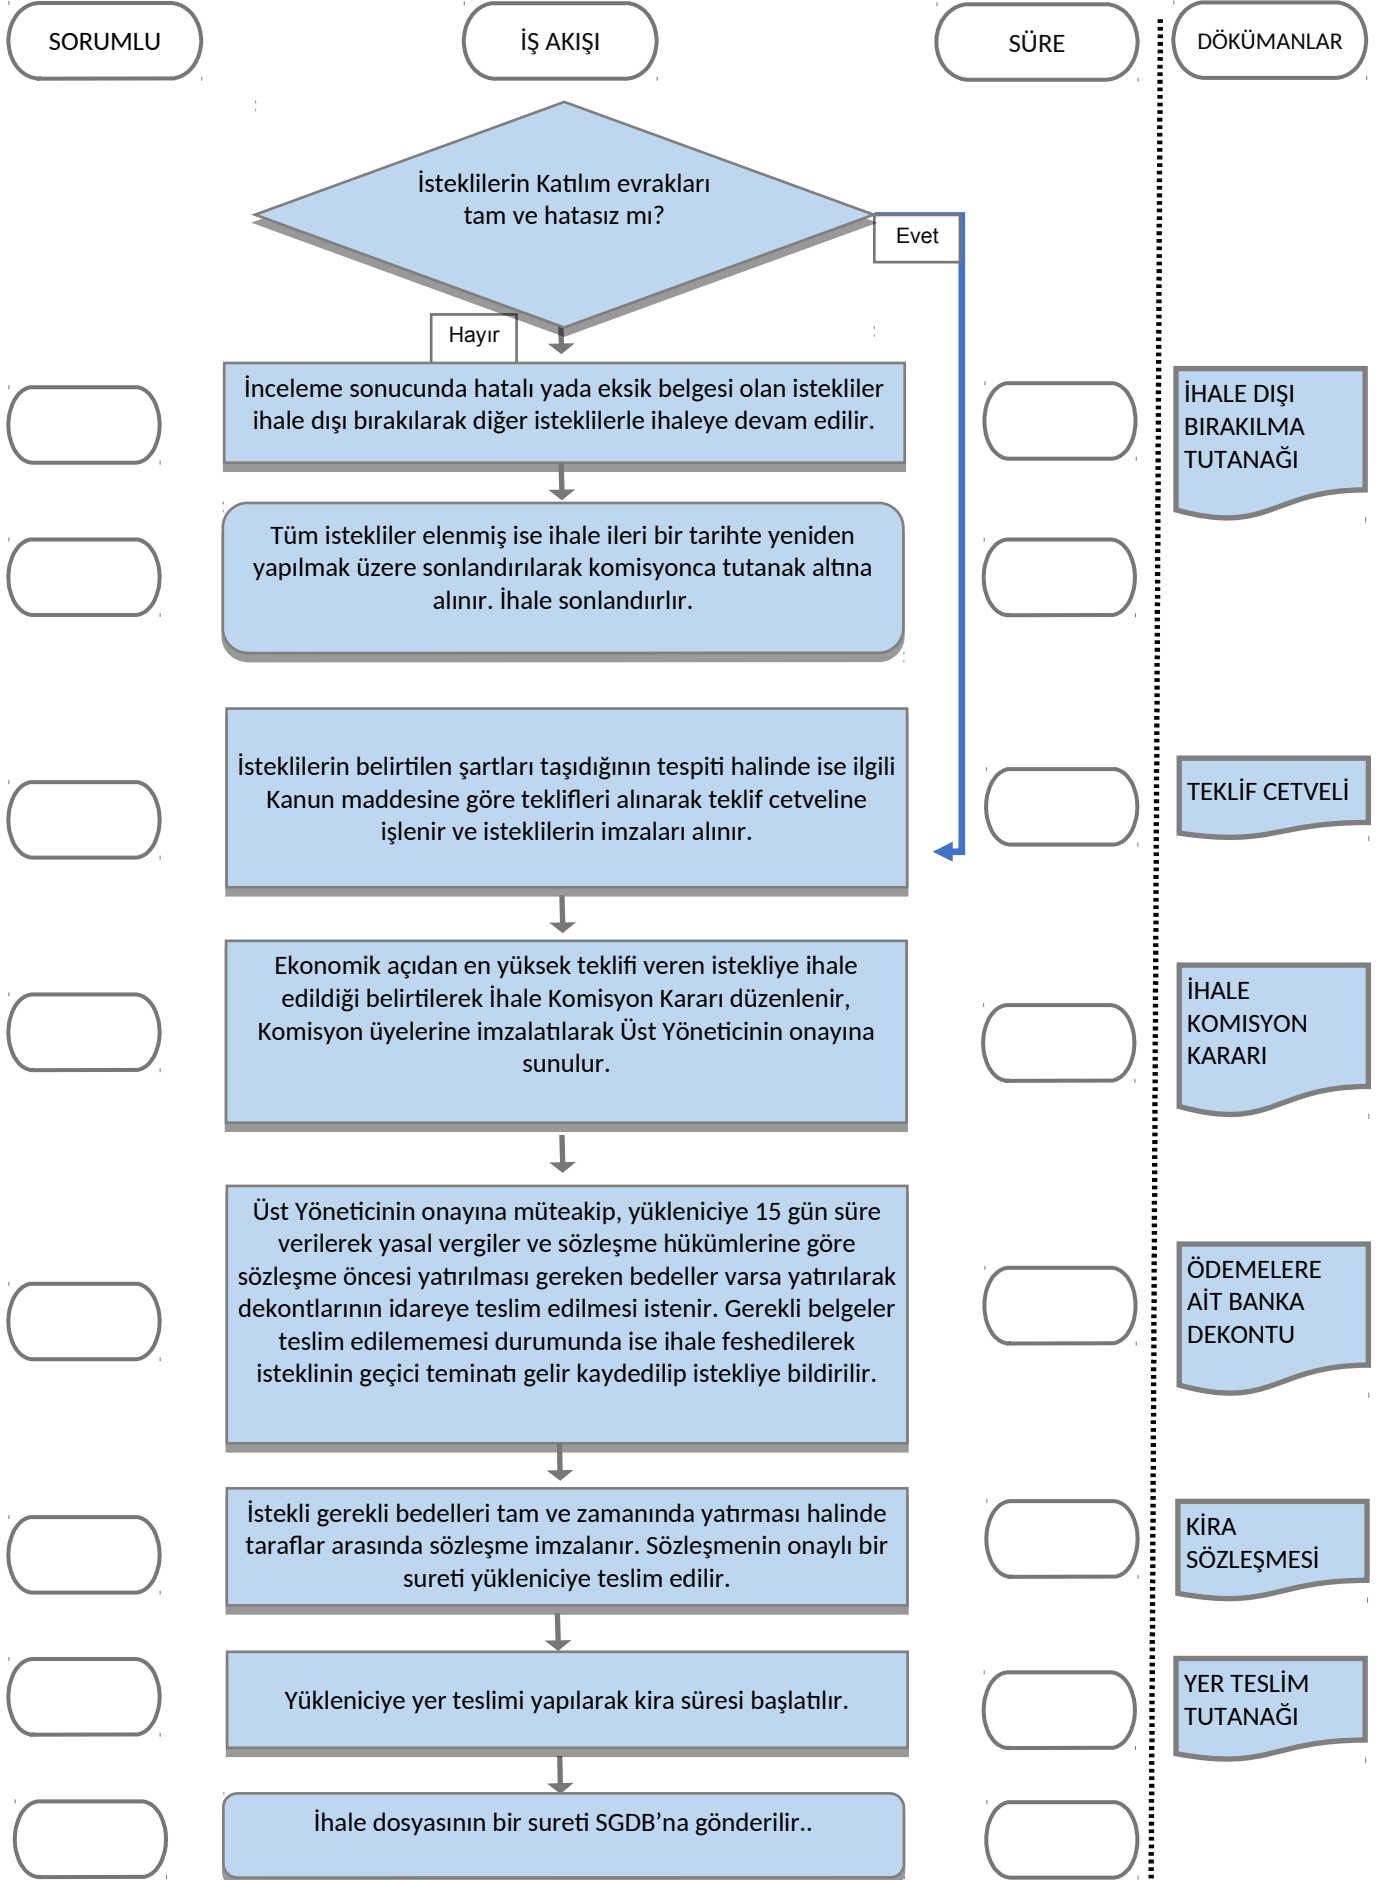 SORUMLU
İŞ AKIŞI
SÜRE
DÖKÜMANLAR
İsteklilerin Katılım evrakları
tam ve hatasız mı?
Evet
Hayır
İnceleme sonucunda hatalı yada eksik belgesi olan istekliler
ihale dışı bırakılarak diğer isteklilerle ihaleye devam edilir.
İHALE DIŞI
BIRAKILMA
TUTANAĞI
Tüm istekliler elenmiş ise ihale ileri bir tarihte yeniden
yapılmak üzere sonlandırılarak komisyonca tutanak altına
alınır. İhale sonlandıırlır.
İsteklilerin belirtilen şartları taşıdığının tespiti halinde ise ilgili
Kanun maddesine göre teklifleri alınarak teklif cetveline
işlenir ve isteklilerin imzaları alınır.
TEKLİF CETVELİ
Ekonomik açıdan en yüksek teklifi veren istekliye ihale
edildiği belirtilerek İhale Komisyon Kararı düzenlenir,
Komisyon üyelerine imzalatılarak Üst Yöneticinin onayına
sunulur.
İHALE
KOMISYON
KARARI
Üst Yöneticinin onayına müteakip, yükleniciye 15 gün süre
verilerek yasal vergiler ve sözleşme hükümlerine göre
sözleşme öncesi yatırılması gereken bedeller varsa yatırılarak
dekontlarının idareye teslim edilmesi istenir. Gerekli belgeler
teslim edilememesi durumunda ise ihale feshedilerek
isteklinin geçici teminatı gelir kaydedilip istekliye bildirilir.
ÖDEMELERE
AİT BANKA
DEKONTU
İstekli gerekli bedelleri tam ve zamanında yatırması halinde
taraflar arasında sözleşme imzalanır. Sözleşmenin onaylı bir
sureti yükleniciye teslim edilir.
KİRA
SÖZLEŞMESİ
Yükleniciye yer teslimi yapılarak kira süresi başlatılır.
YER TESLİM
TUTANAĞI
İhale dosyasının bir sureti SGDB’na gönderilir..